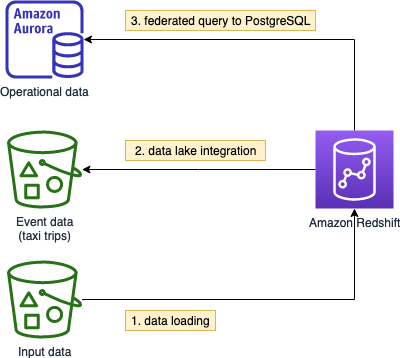 Amazon
Aurora
3. federated query to PostgreSQL
Operational data
2. data lake integration
Event data
(taxi trips)
Amazon Redshift
1. data loading
Input data